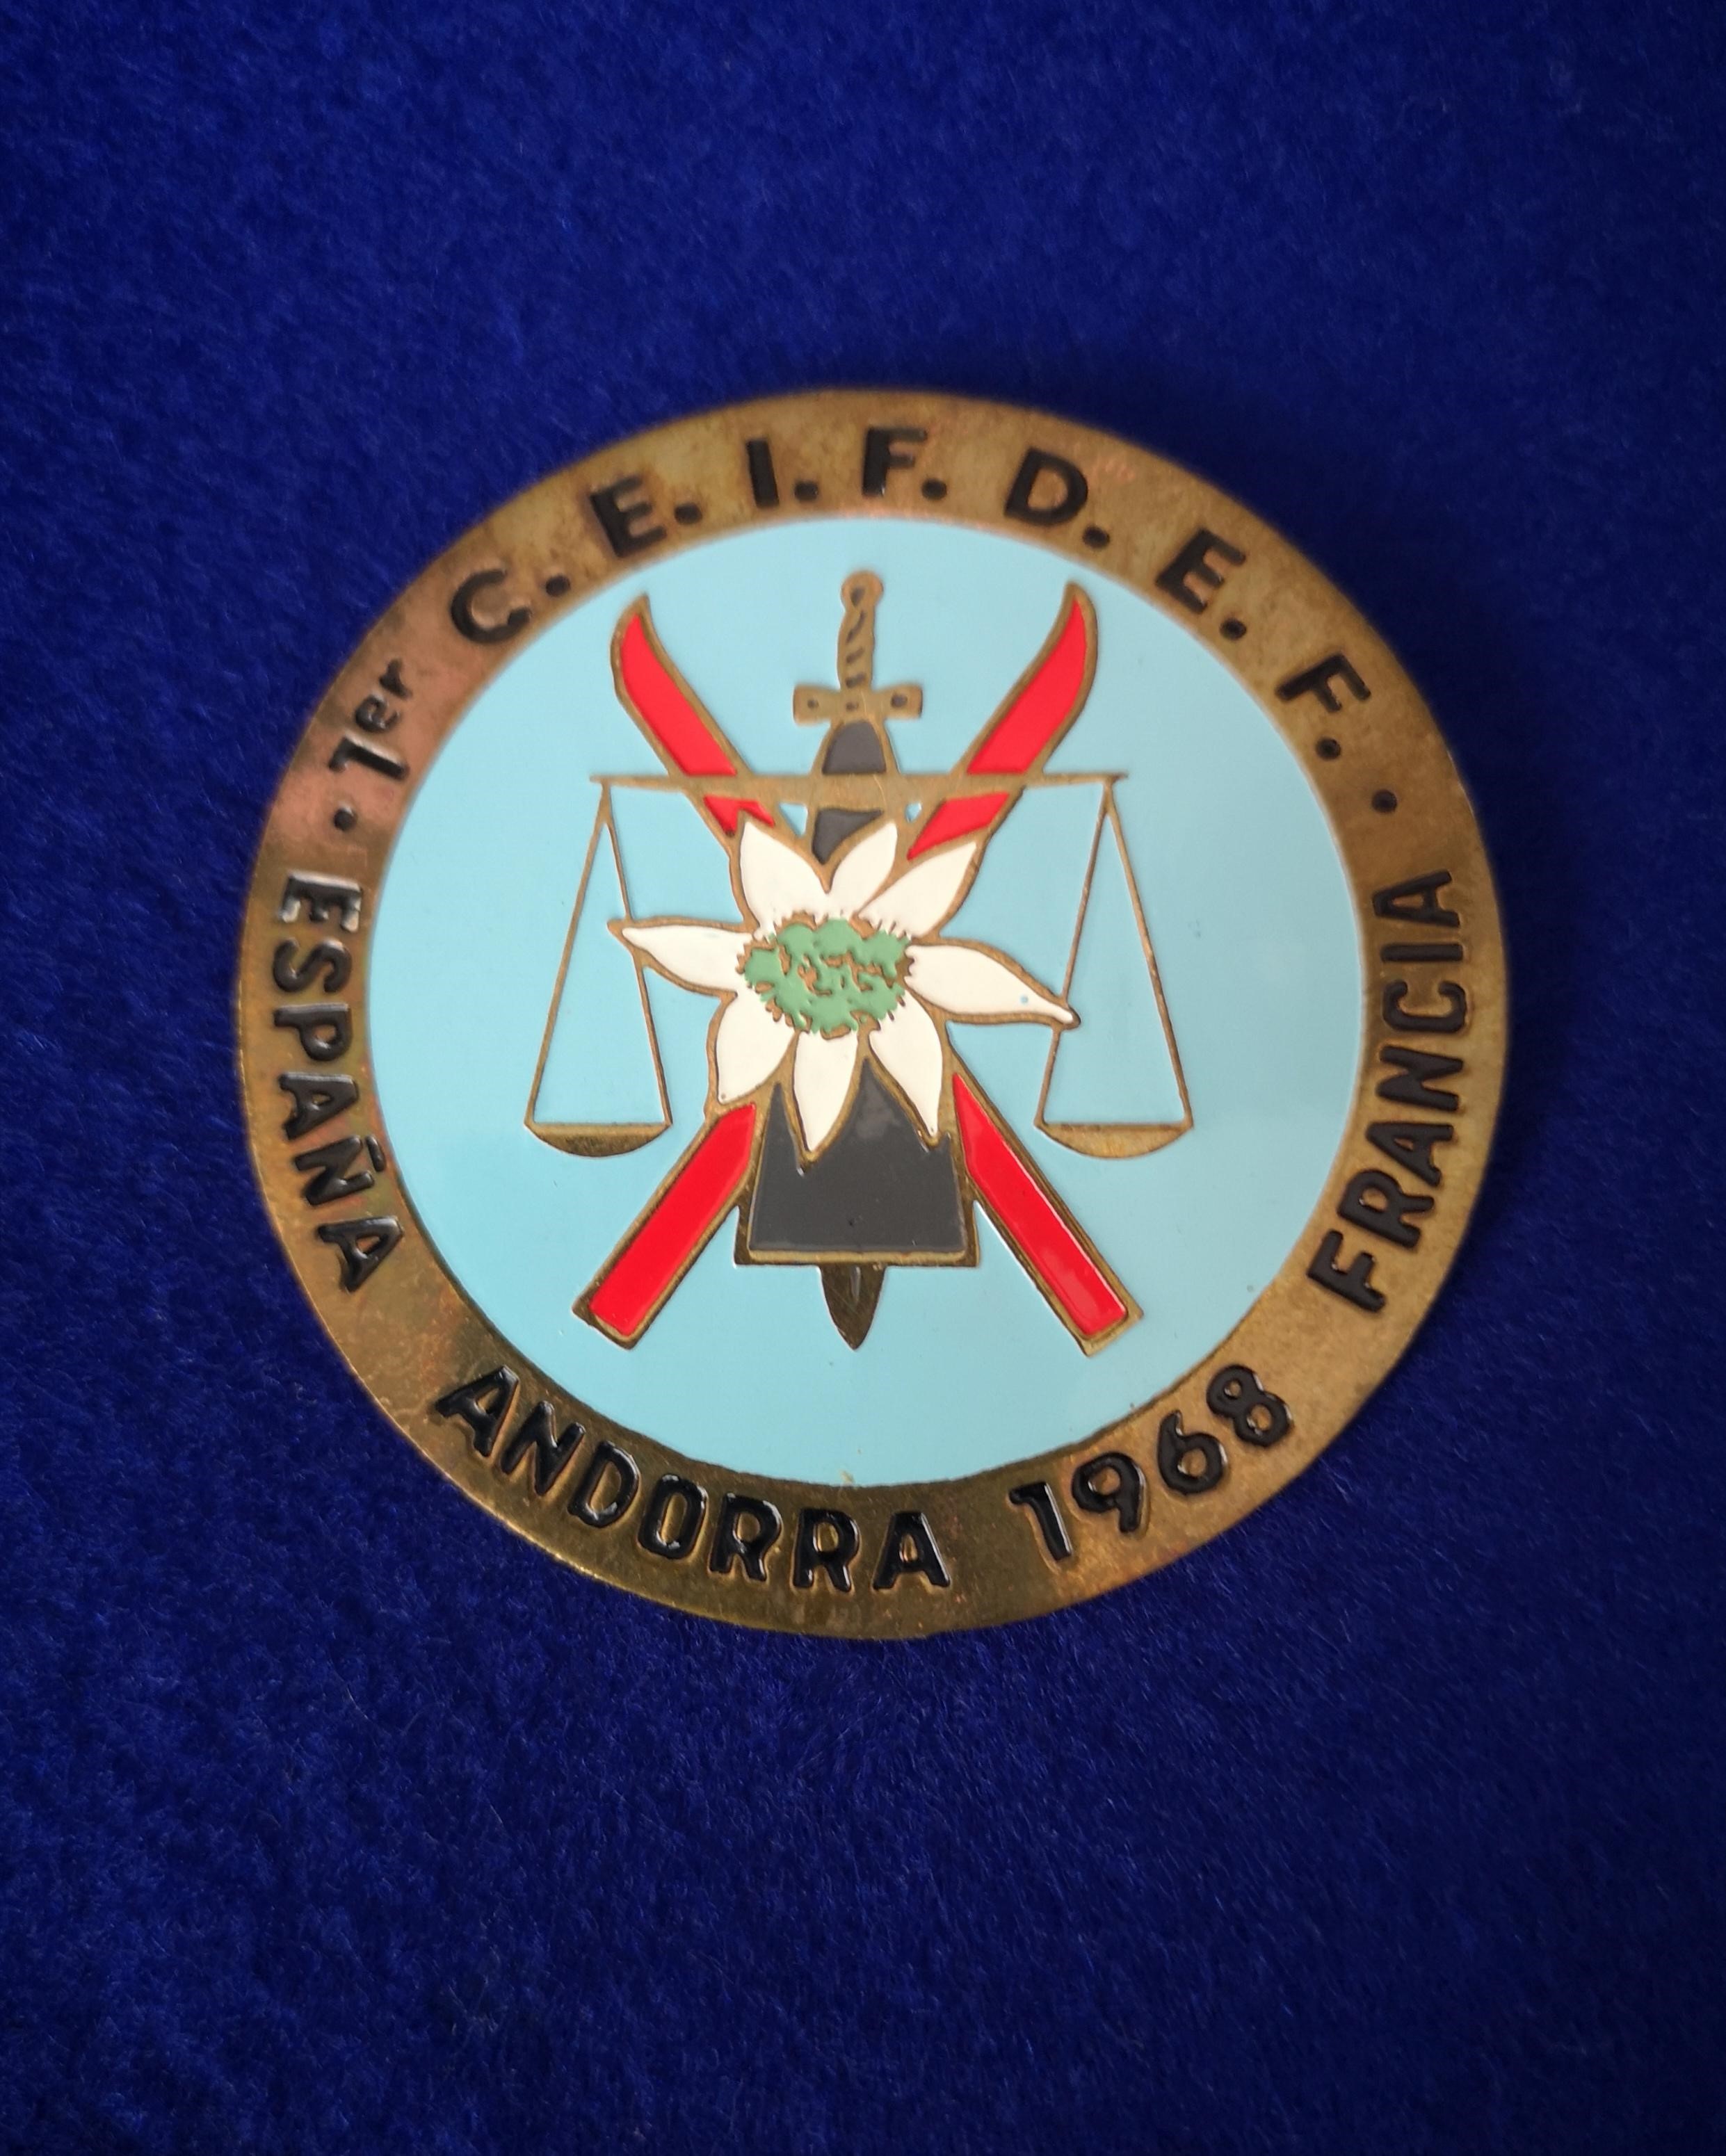 · 1er C. E. I. F. D. E. F. ·
ESPAÑA ANDORRA 1968 FRANCIA